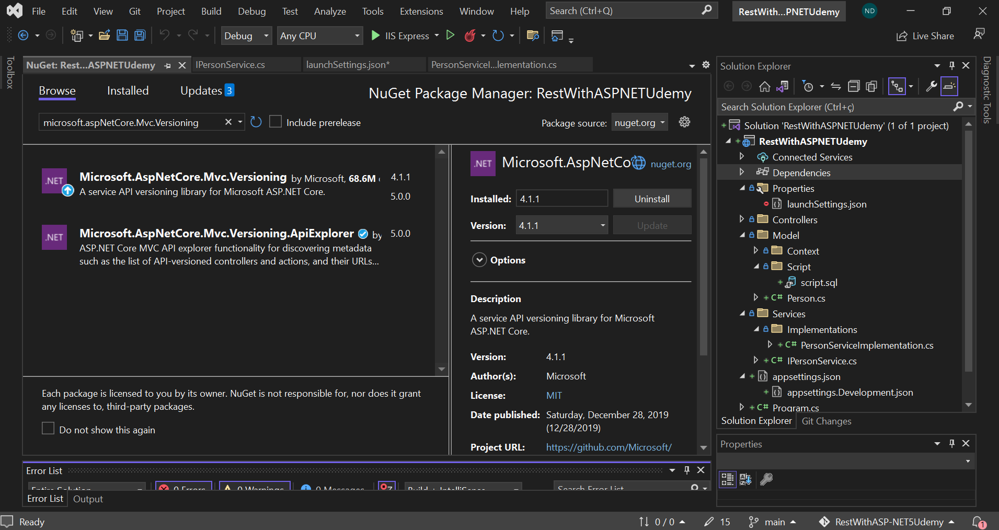 File Edit View Git Project Build Debug Test Analyze Tools Extensions Window Help Search (Ctrl+Q) RestWith...PNETUdemy ND
Debug Any CPU IIS Express Live Share
Toolbox
NuGet: Rest...ASPNETUdemy IPersonService.cs launchSettings.json* PersonServiceI...lementation.cs
Browse Installed Updates 3
NuGet Package Manager: RestWithASPNETUdemy
microsoft.aspNetCore.Mvc.Versioning Include prerelease Package source: nuget.org
.NET Microsoft.AspNetCore.Mvc.Versioning by Microsoft, 68.6M 4.1.1
A service API versioning library for Microsoft ASP.NET Core. 5.0.0
.NET Microsoft.AspNetCore.Mvc.Versioning.ApiExplorer by 5.0.0
ASP.NET Core MVC API explorer functionality for discovering metadata
such as the list of API-versioned controllers and actions, and their URLs...
Each package is licensed to you by its owner. NuGet is not responsible for, nor does it grant
any licenses to, third-party packages.
Do not show this again
.NET Microsoft.AspNetCo nuget.org
Installed: 4.1.1 Uninstall
Version: 4.1.1 Update
Options
Description
A service API versioning library for Microsoft
ASP.NET Core.
Version: 4.1.1
Author(s): Microsoft
License: MIT
Date published: Saturday, December 28, 2019
(12/28/2019)
Project URL: https://github.com/Microsoft/
Error List
Entire Solution 0 Errors 0 Warnings 0 Messages Build + IntelliSense Search Error List
Error List Output
Solution Explorer
Search Solution Explorer (Ctrl+ç)
Solution 'RestWithASPNETUdemy' (1 of 1 project)
RestWithASPNETUdemy
Connected Services
Dependencies
Properties
launchSettings.json
Controllers
Model
Context
Script
script.sql
C# Person.cs
Services
Implementations
C# PersonServiceImplementation.cs
C# IPersonService.cs
appsettings.json
appsettings.Development.json
C# Program.cs
Solution Explorer Git Changes
Properties
Diagnostic Tools
Ready 0 / 0 15 main RestWithASP-NET5Udemy 1